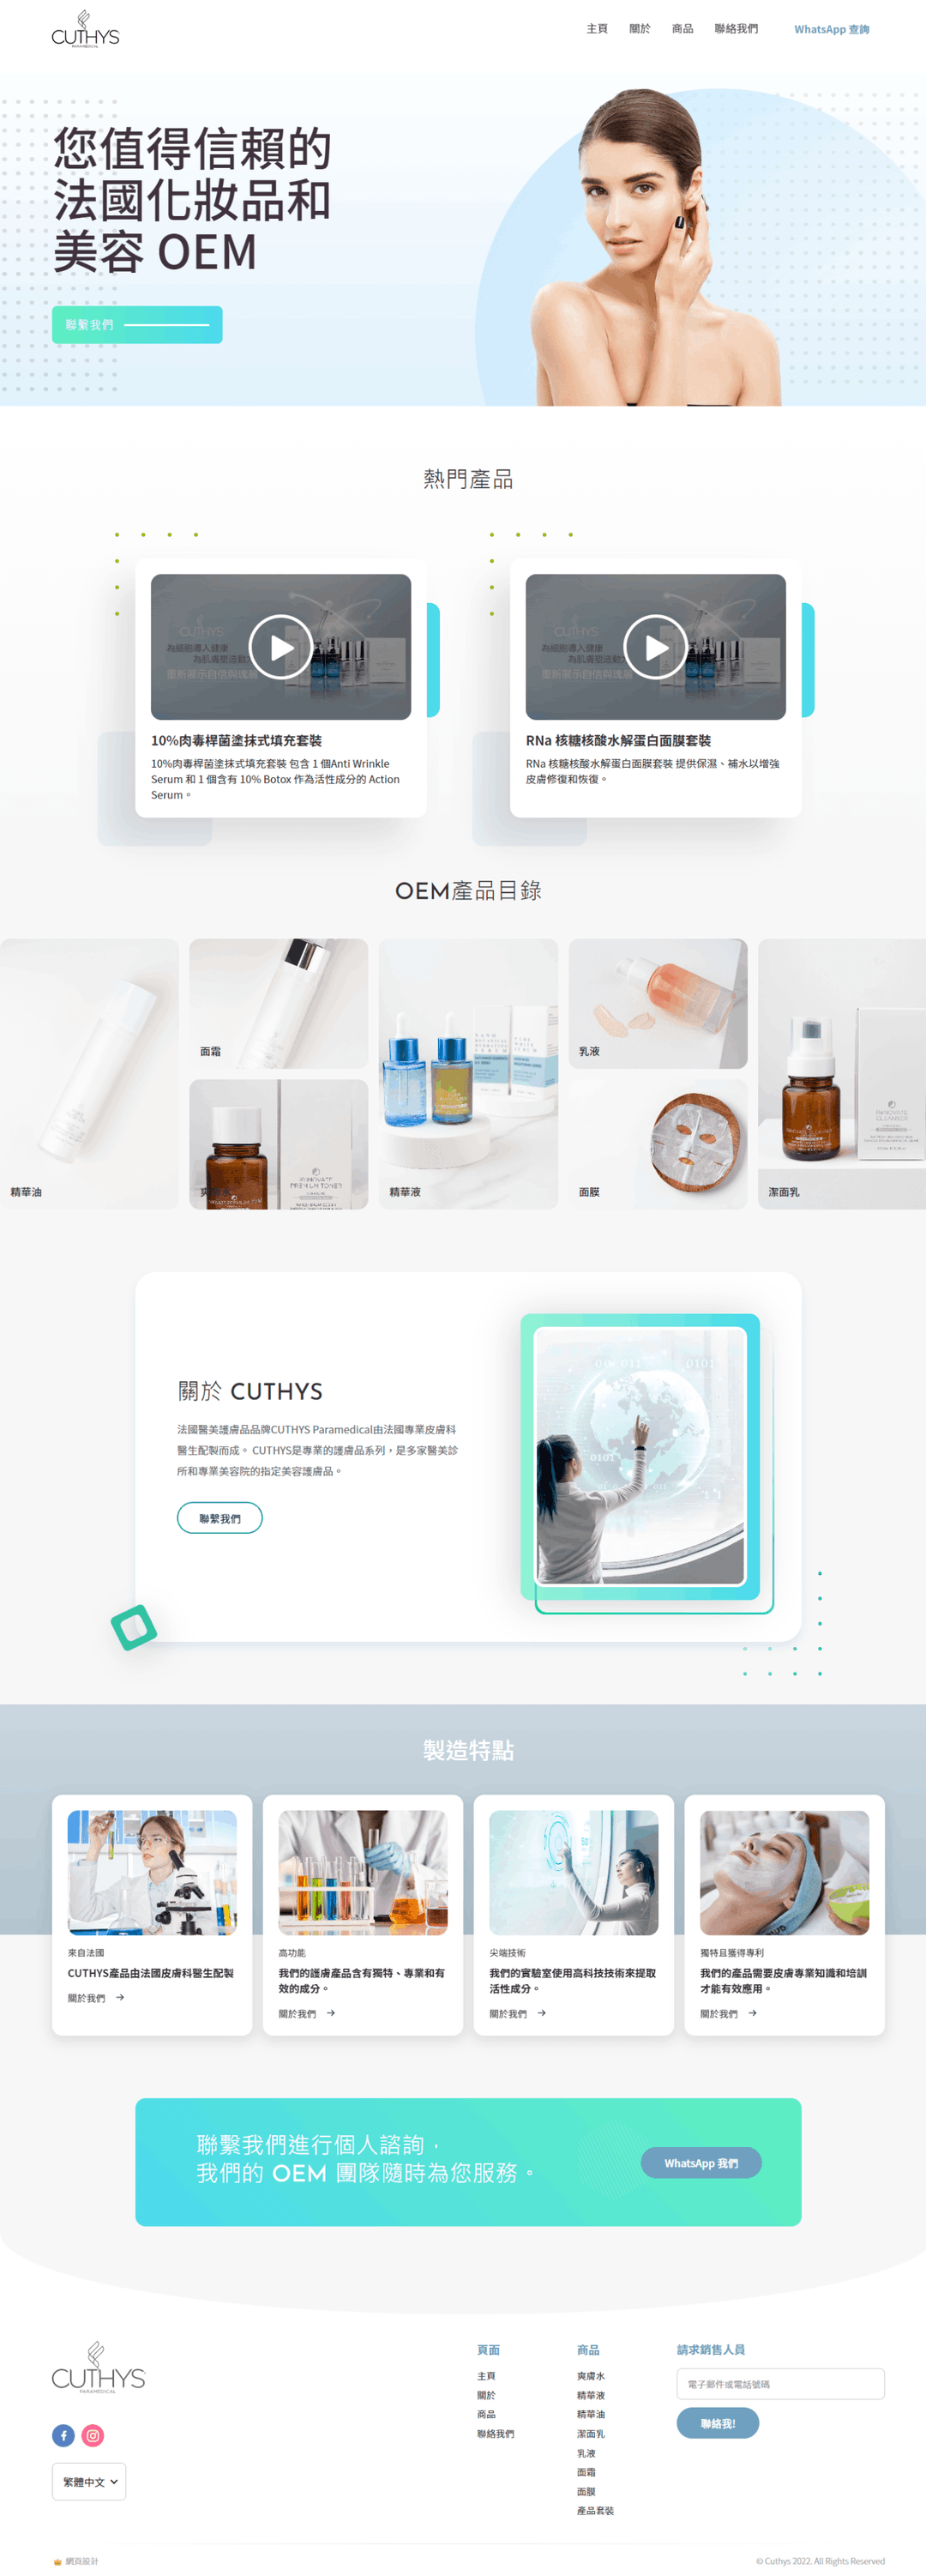 CUTHYS
PARAMEDICAL
主頁 關於 商品 聯絡我們 WhatsApp 查詢
您值得信賴的
法國化妝品和
美容 OEM
聯繫我們
熱門產品
CUTHYS
為細胞導入健康
為肌膚塑造動力
重新展示自信與瑰麗
10%肉毒桿菌塗抹式填充套裝
10%肉毒桿菌塗抹式填充套裝 包含 1 個Anti Wrinkle
Serum 和 1 個含有 10% Botox 作為活性成分的 Action
Serum。
CUTHYS
為細胞導入健康
為肌膚塑造動力
重新展示自信與瑰麗
RNa 核糖核酸水解蛋白面膜套裝
RNa 核糖核酸水解蛋白面膜套裝 提供保濕、補水以增強
皮膚修復和恢復。
OEM產品目錄
精華油
面霜
爽膚水
RENOVATE
PREMIUM TONER
精華液
乳液
面膜
潔面乳
RENOVATE
CLEANSER
關於 CUTHYS
法國醫美護膚品品牌CUTHYS Paramedical由法國專業皮膚科
醫生配製而成。 CUTHYS是專業的護膚品系列，是多家醫美診
所和專業美容院的指定美容護膚品。
聯繫我們
0101
0101
製造特點
來自法國
CUTHYS產品由法國皮膚科醫生配製
關於我們 →
高功能
我們的護膚產品含有獨特、專業和有
效的成分。
關於我們 →
尖端技術
我們的實驗室使用高科技技術來提取
活性成分。
關於我們 →
獨特且獲得專利
我們的產品需要皮膚專業知識和培訓
才能有效應用。
關於我們 →
聯繫我們進行個人諮詢，
我們的 OEM 團隊隨時為您服務。
WhatsApp 我們
CUTHYS
PARAMEDICAL
繁體中文
頁面
主頁
關於
商品
聯絡我們
商品
爽膚水
精華液
精華油
潔面乳
乳液
面霜
面膜
產品套裝
請求銷售人員
電子郵件或電話號碼
聯絡我!
網頁設計
© Cuthys 2022. All Rights Reserved